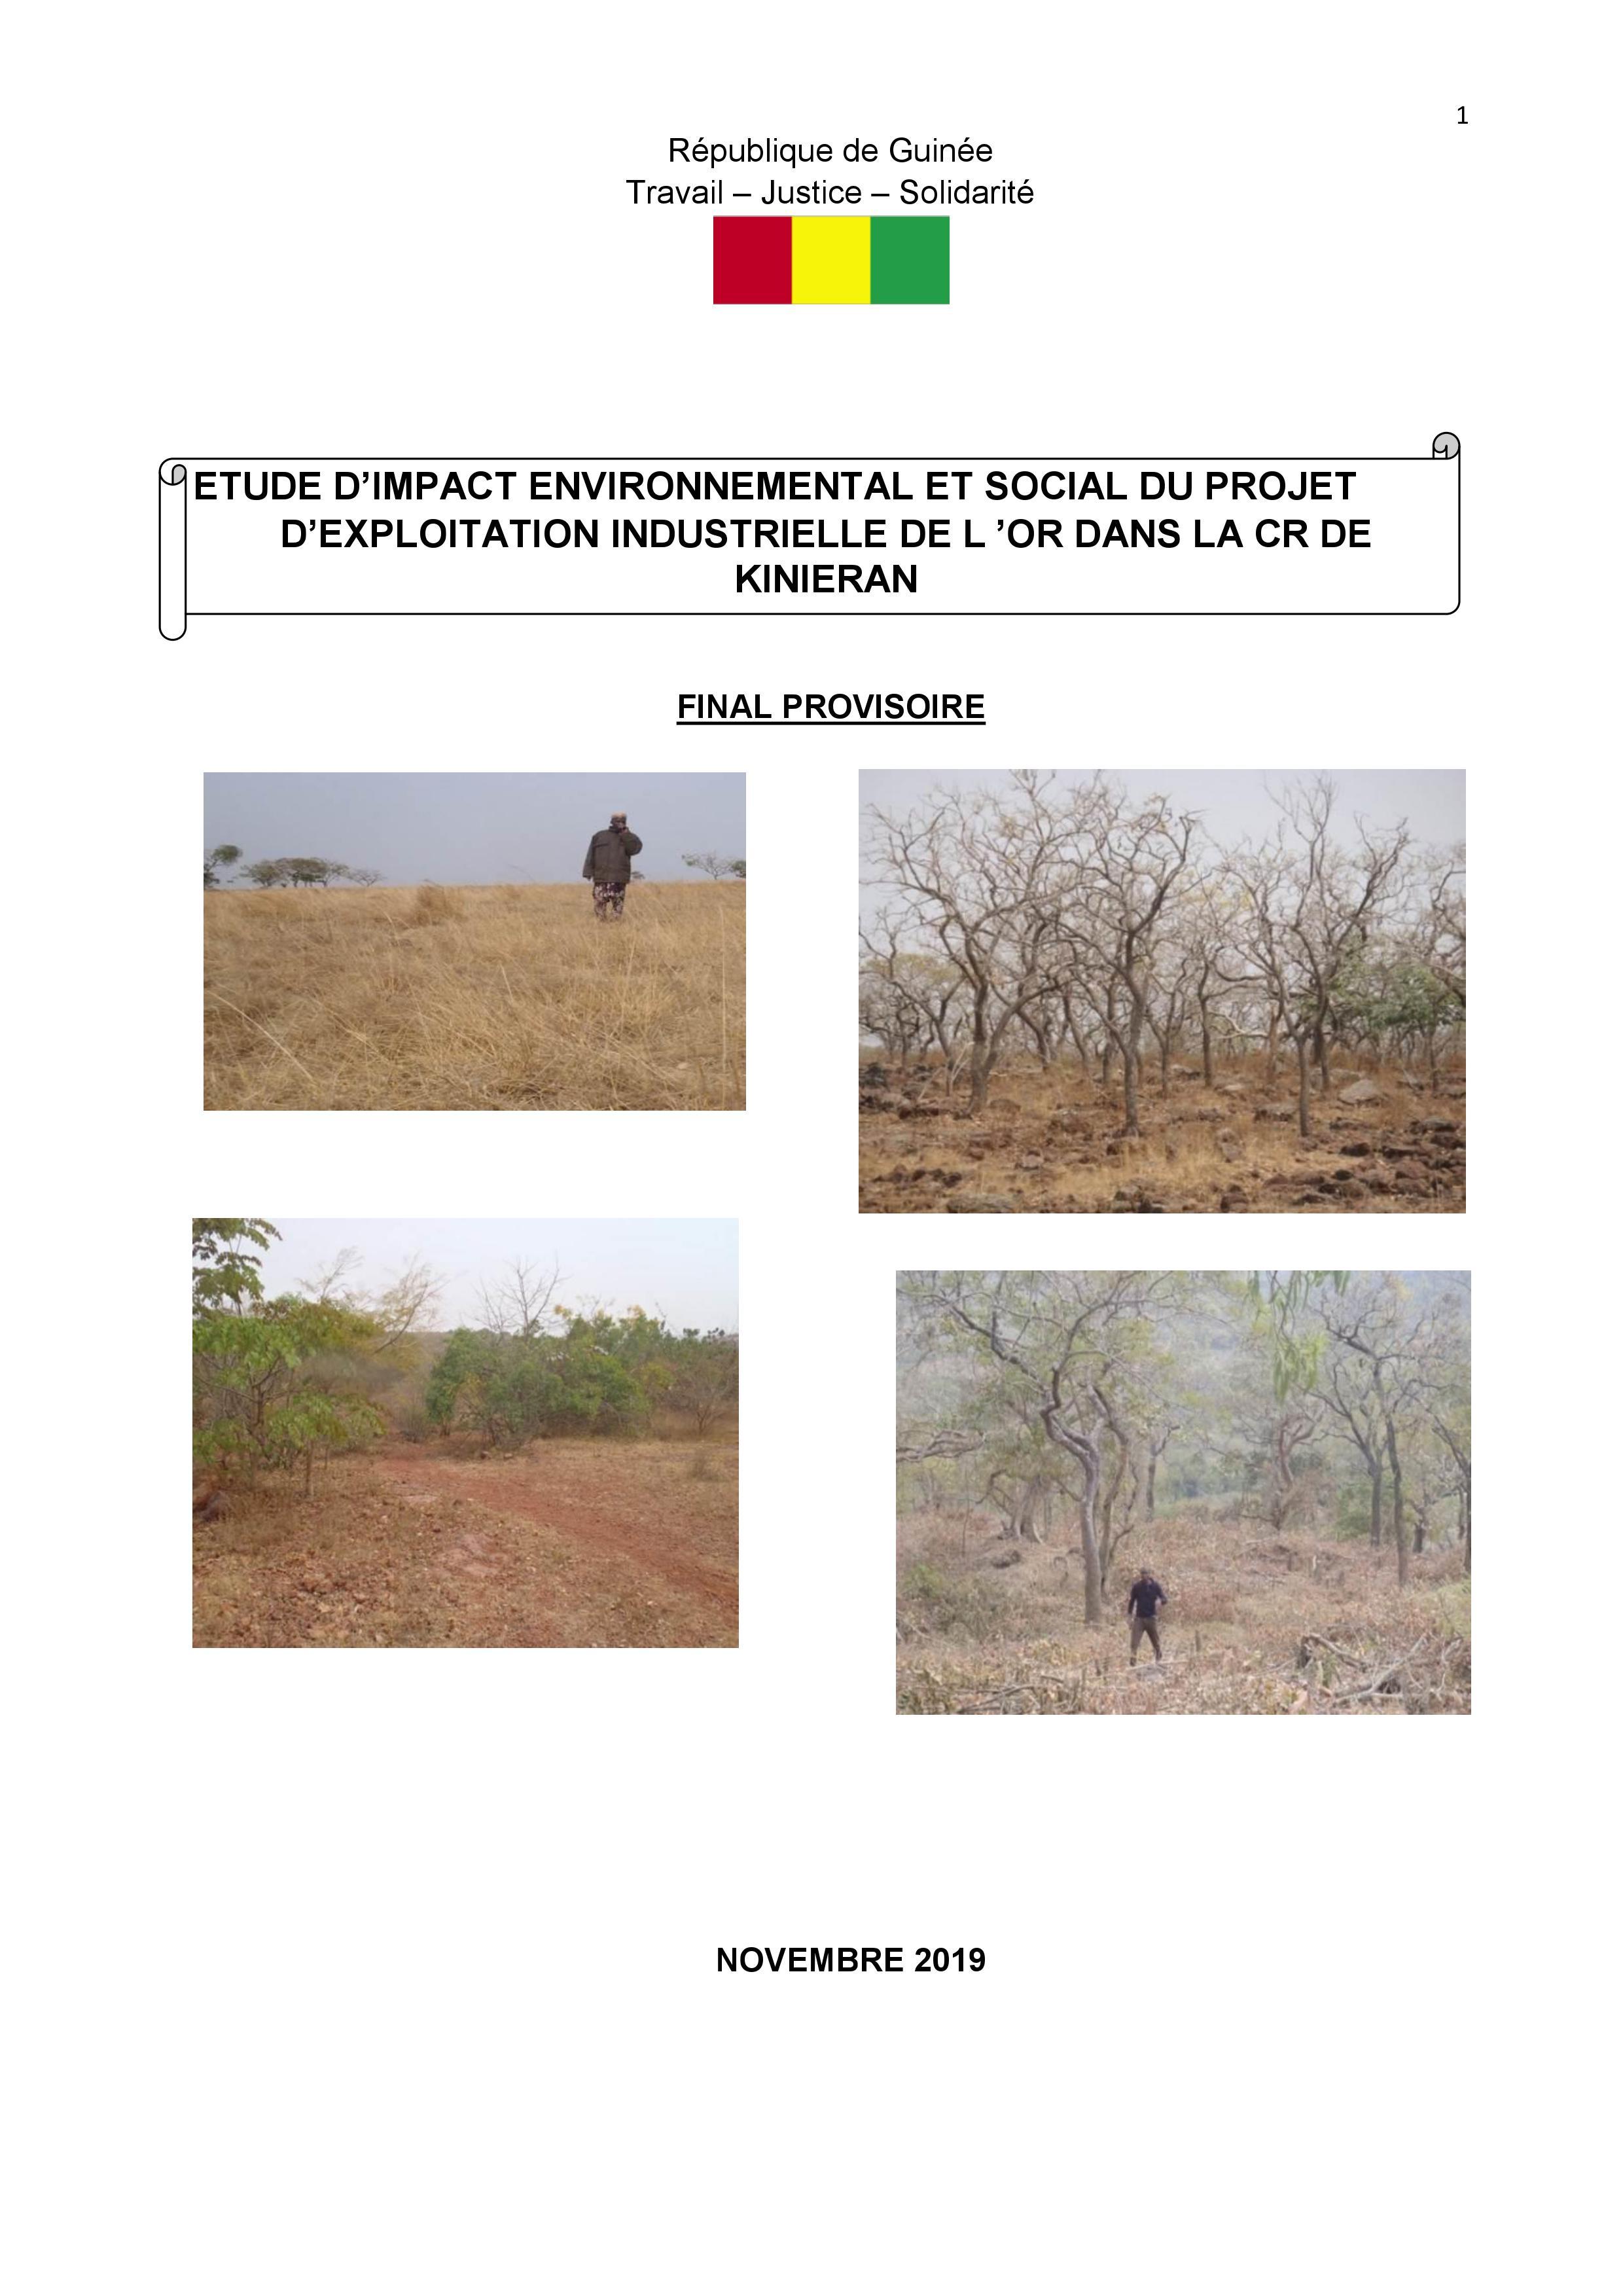 1
République de Guinée
Travail – Justice – Solidarité
ETUDE D’IMPACT ENVIRONNEMENTAL ET SOCIAL DU PROJET
D’EXPLOITATION INDUSTRIELLE DE L ’OR DANS LA CR DE
KINIERAN
FINAL PROVISOIRE
NOVEMBRE 2019